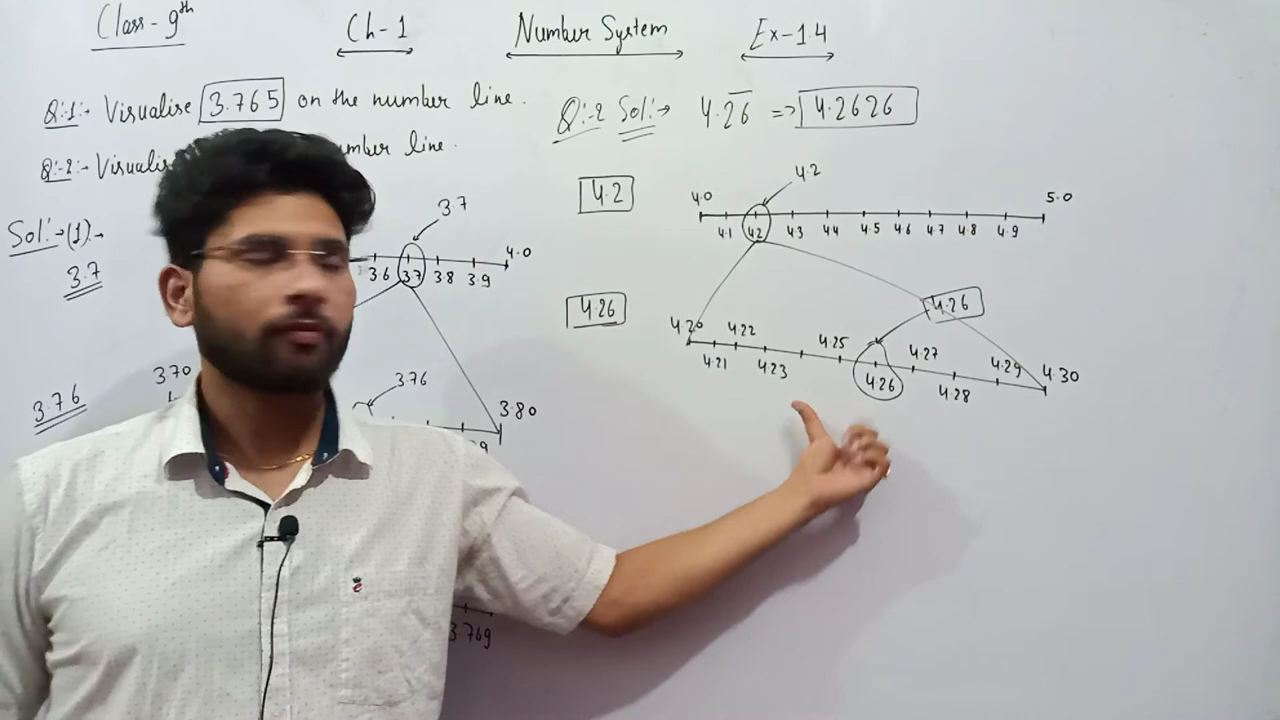 Class - 9th Ch-1 Number System Ex-1.4
Q:1:- Visualise 3.765 on the number line.
Q:-2:- Visualis mber line.
Sol:→(1)→
3.7
3.7
3.6 3.7 3.8 3.9 4.0
3.76
3.70 3.76 3.80
3.769
Q:-2 Sol:→ 4.2̅6̅ => 4.2626
4.2
4.2
4.0 5.0
4.1 4.2 4.3 4.4 4.5 4.6 4.7 4.8 4.9
4.26
4.26
4.20 4.21 4.22 4.23 4.25 4.26 4.27 4.28 4.29 4.30